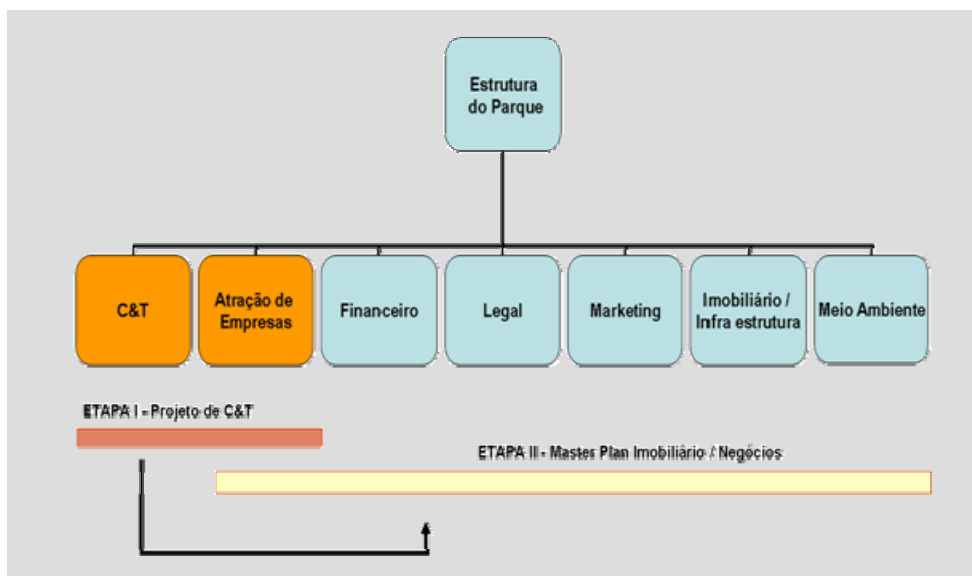 Estrutura
do Parque
C&T
Atração de
Empresas
Financeiro
Legal
Marketing
Imobiliário /
Infra estrutura
Meio Ambiente
ETAPA I - Projeto de C&T
ETAPA II - Master Plan Imobiliário / Negócios